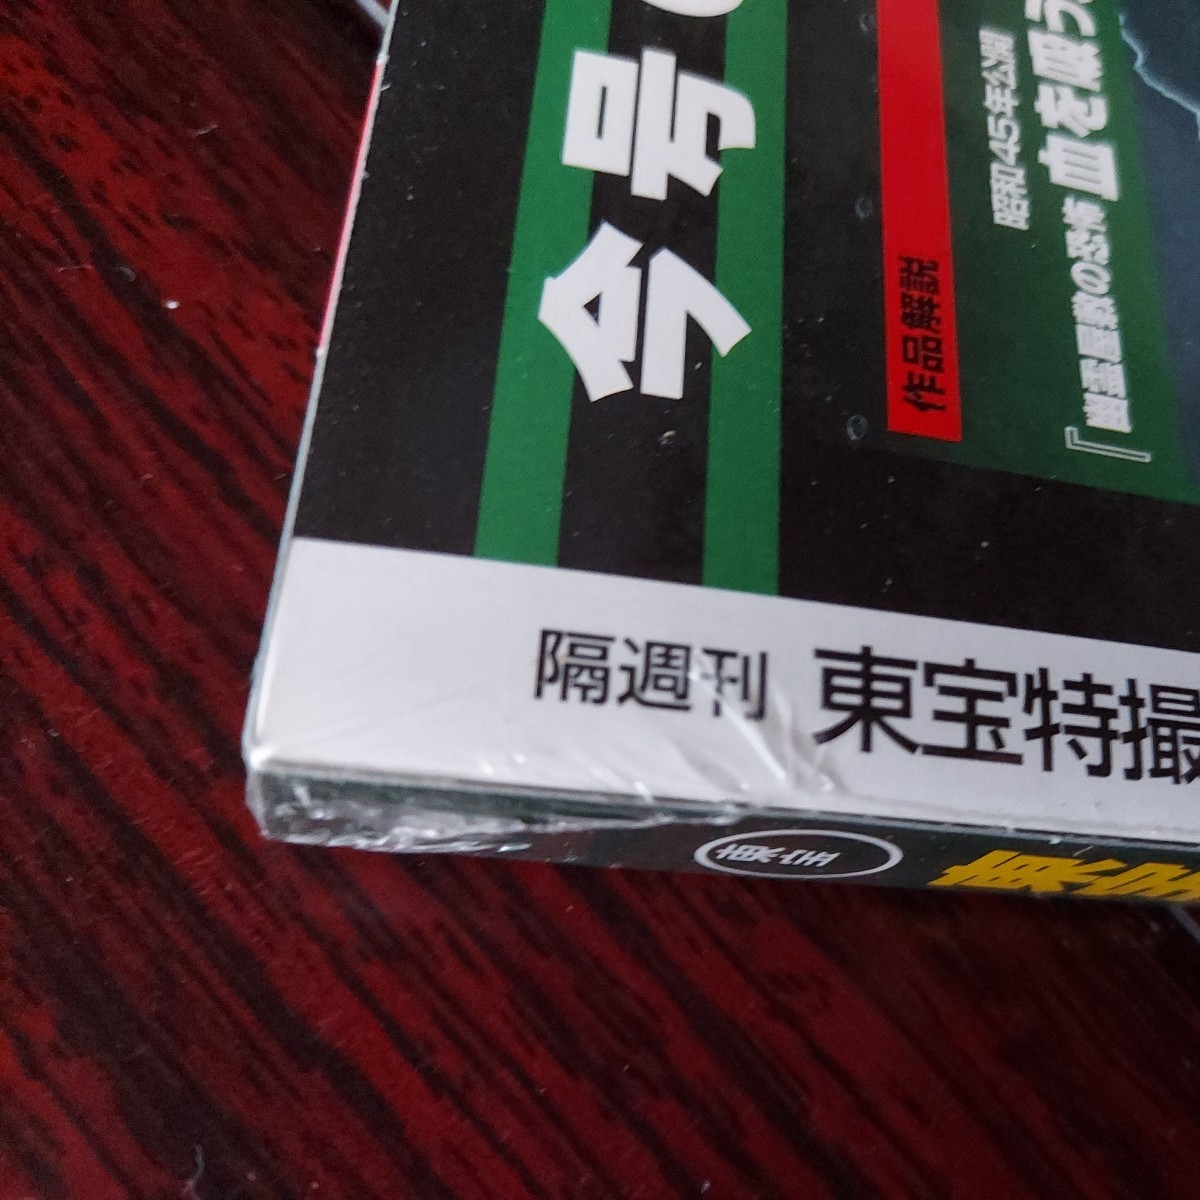 今号
作品解説
昭和45年公開
『幽霊屋敷の恐怖 血を吸う
隔週刊 東宝特撮